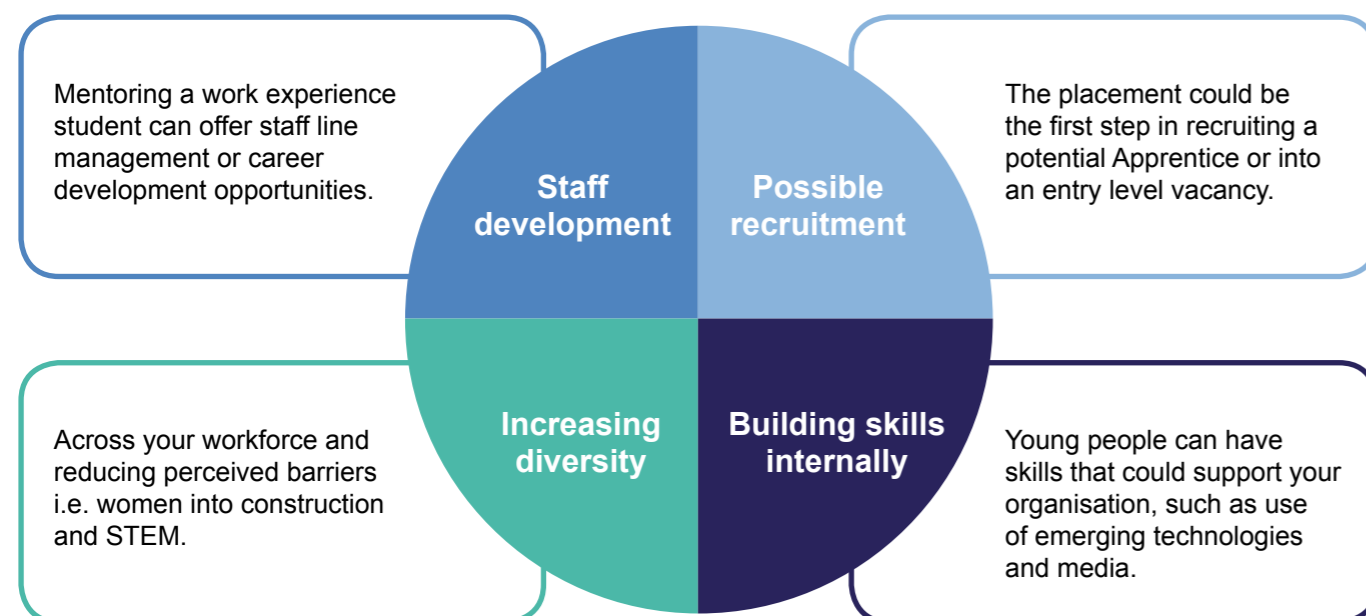 Mentoring a work experience
student can offer staff line
management or career
development opportunities.
Staff
development
Possible
recruitment
The placement could be
the first step in recruiting a
potential Apprentice or into
an entry level vacancy.
Across your workforce and
reducing perceived barriers
i.e. women into construction
and STEM.
Increasing
diversity
Building skills
internally
Young people can have
skills that could support your
organisation, such as use
of emerging technologies
and media.